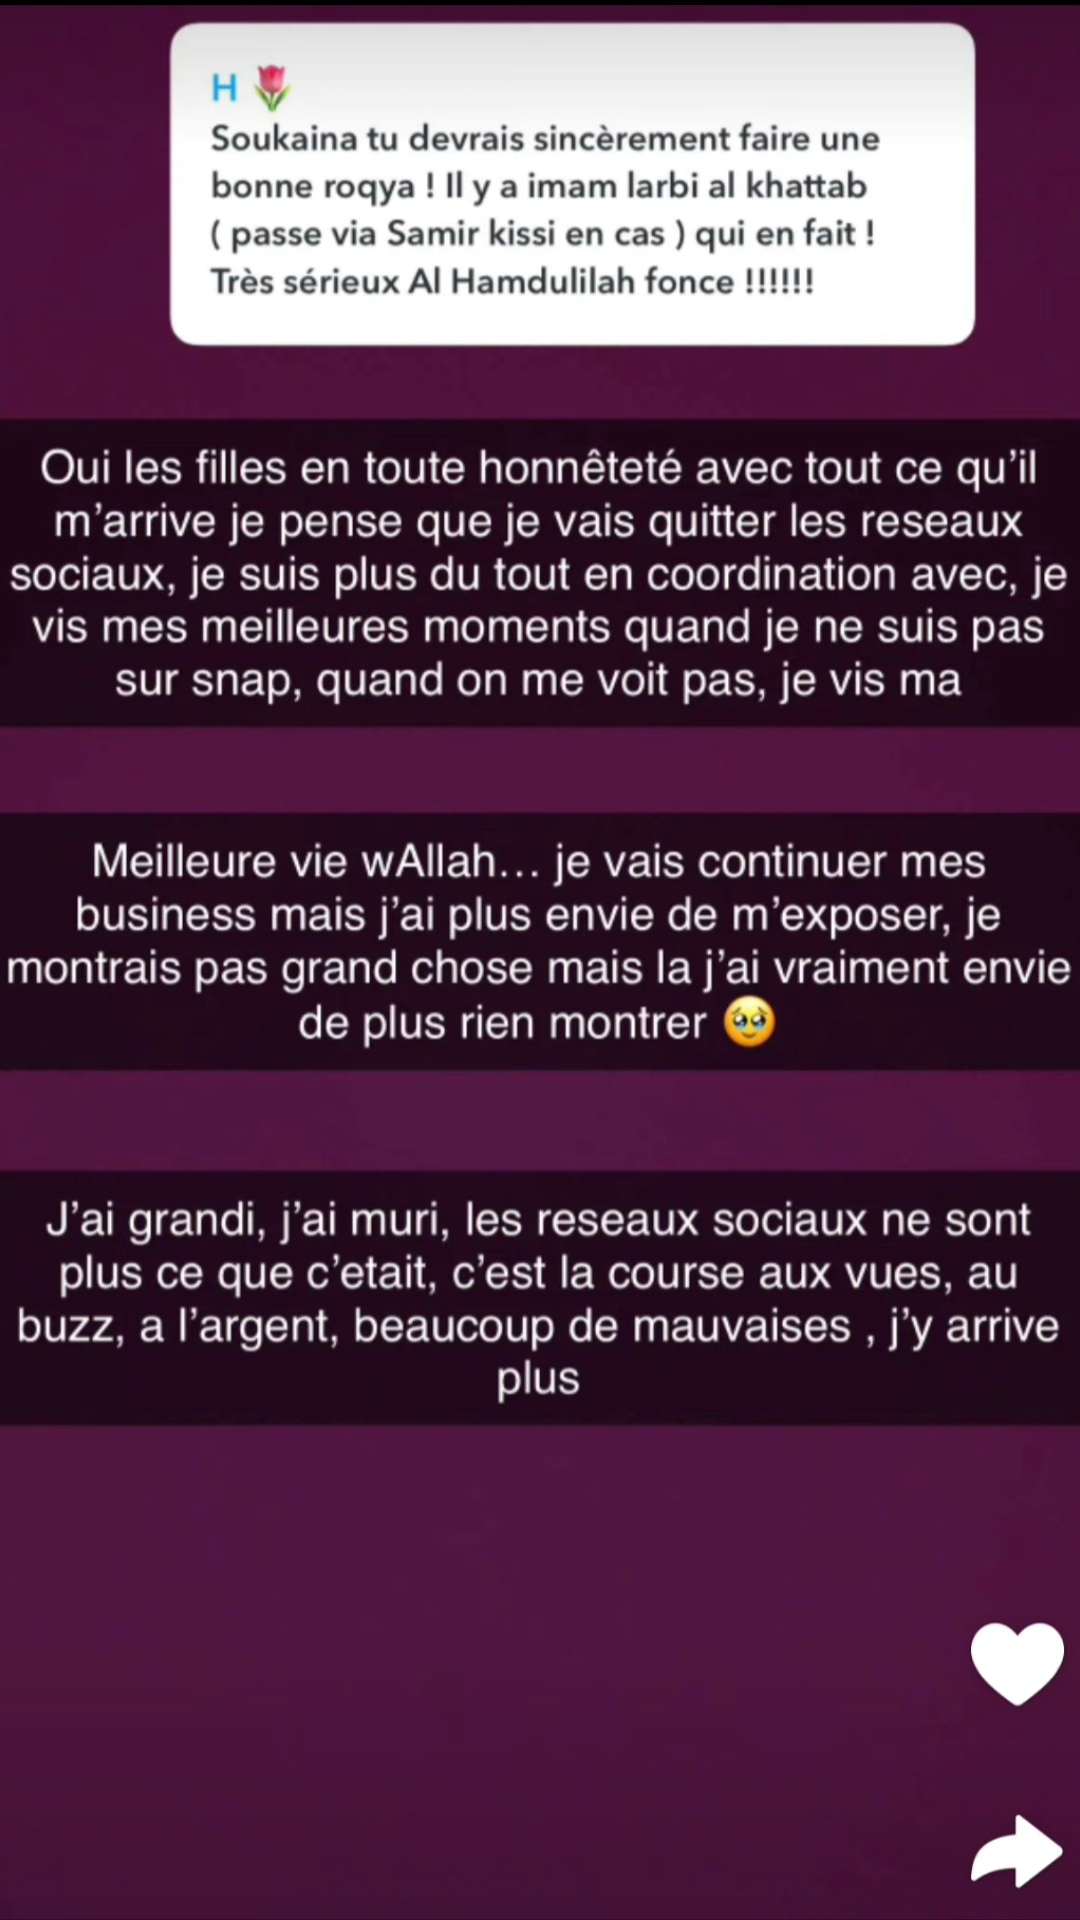 H 🌷
Soukaina tu devrais sincèrement faire une
bonne roqya ! Il y a imam larbi al khattab
( passe via Samir kissi en cas ) qui en fait !
Très sérieux Al Hamdulilah fonce !!!!!!
Oui les filles en toute honnêteté avec tout ce qu'il
m'arrive je pense que je vais quitter les reseaux
sociaux, je suis plus du tout en coordination avec, je
vis mes meilleures moments quand je ne suis pas
sur snap, quand on me voit pas, je vis ma
Meilleure vie wAllah... je vais continuer mes
business mais j'ai plus envie de m'exposer, je
montrais pas grand chose mais la j'ai vraiment envie
de plus rien montrer 🥹
J'ai grandi, j'ai muri, les reseaux sociaux ne sont
plus ce que c'etait, c'est la course aux vues, au
buzz, a l'argent, beaucoup de mauvaises , j'y arrive
plus